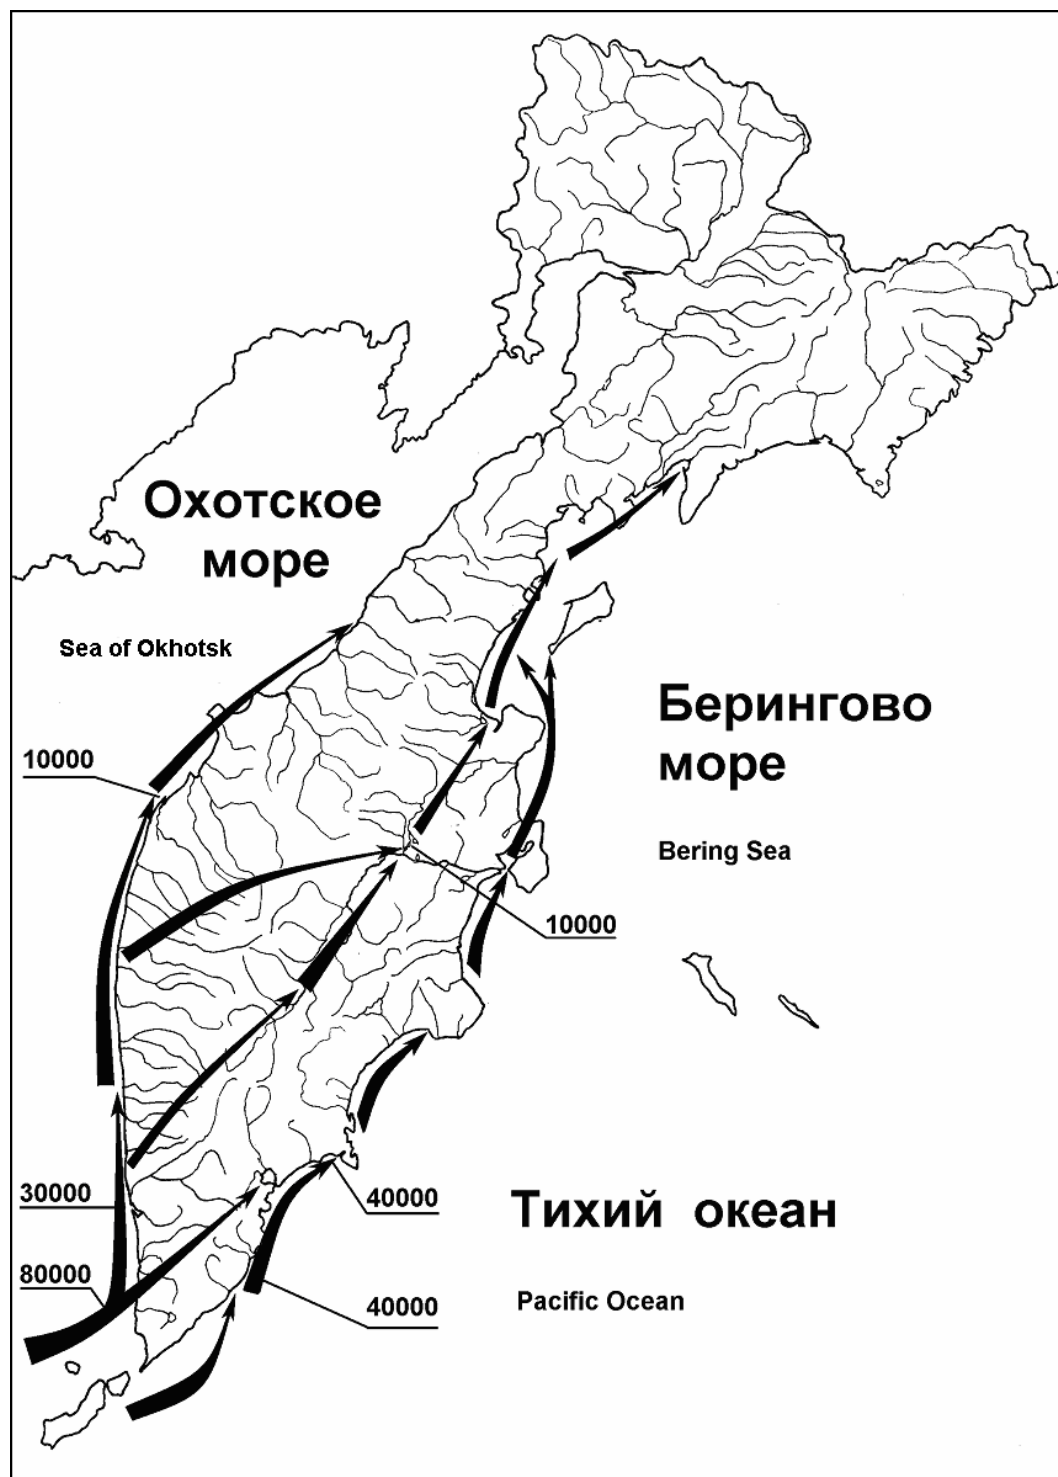 Охотское
море
Sea of Okhotsk
Берингово
море
10000
Bering Sea
10000
30000
40000
Тихий океан
80000
40000
Pacific Ocean